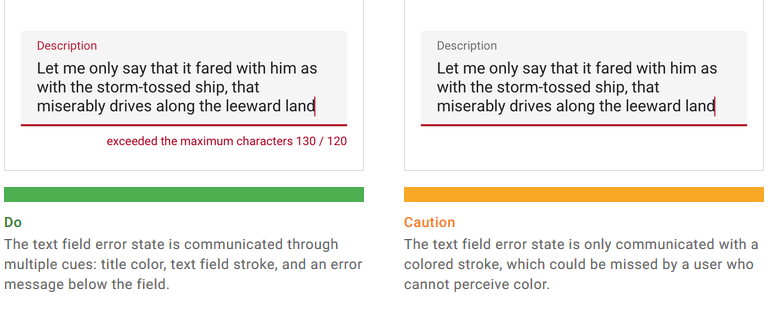 Description
Let me only say that it fared with him as
with the storm-tossed ship, that
miserably drives along the leeward land
exceeded the maximum characters 130 / 120
Do
The text field error state is communicated through
multiple cues: title color, text field stroke, and an error
message below the field.
Description
Let me only say that it fared with him as
with the storm-tossed ship, that
miserably drives along the leeward land
Caution
The text field error state is only communicated with a
colored stroke, which could be missed by a user who
cannot perceive color.